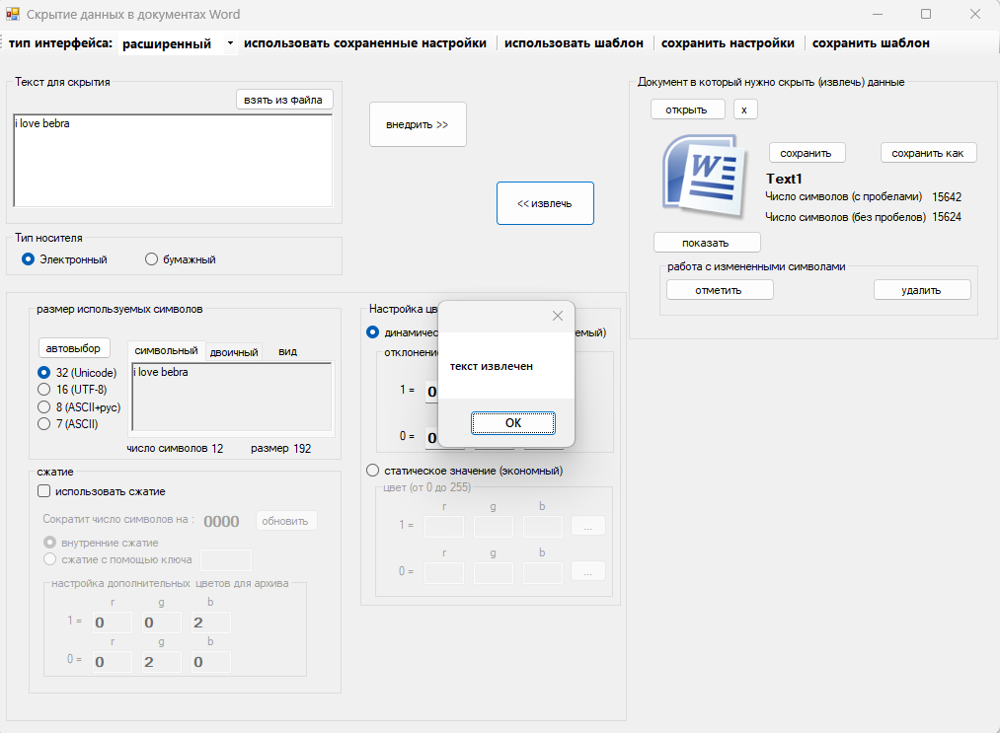 Скрытие данных в документах Word
тип интерфейса: расширенный использовать сохраненные настройки использовать шаблон сохранить настройки сохранить шаблон
Текст для скрытия
взять из файла
i love bebra
внедрить >>
<< извлечь
Документ в который нужно скрыть (извлечь) данные
открыть x
сохранить сохранить как
Text1
Число символов (с пробелами) 15642
Число символов (без пробелов) 15624
показать
работа с измененными символами
отметить удалить
Тип носителя
Электронный бумажный
размер используемых символов
автовыбор
символьный двоичный вид
32 (Unicode)
16 (UTF-8)
8 (ASCII+рус)
7 (ASCII)
i love bebra
число символов 12 размер 192
сжатие
использовать сжатие
Сократит число символов на : 0000 обновить
внутренние сжатие
сжатие с помощью ключа
настройка дополнительных цветов для архива
r g b
1 = 0 0 2
r g b
0 = 0 2 0
Настройка цв
динамичес емый)
отклонени
1 = 0
0 = 0
текст извлечен
OK
статическое значение (экономный)
цвет (от 0 до 255)
r g b
1 = ...
r g b
0 = ...